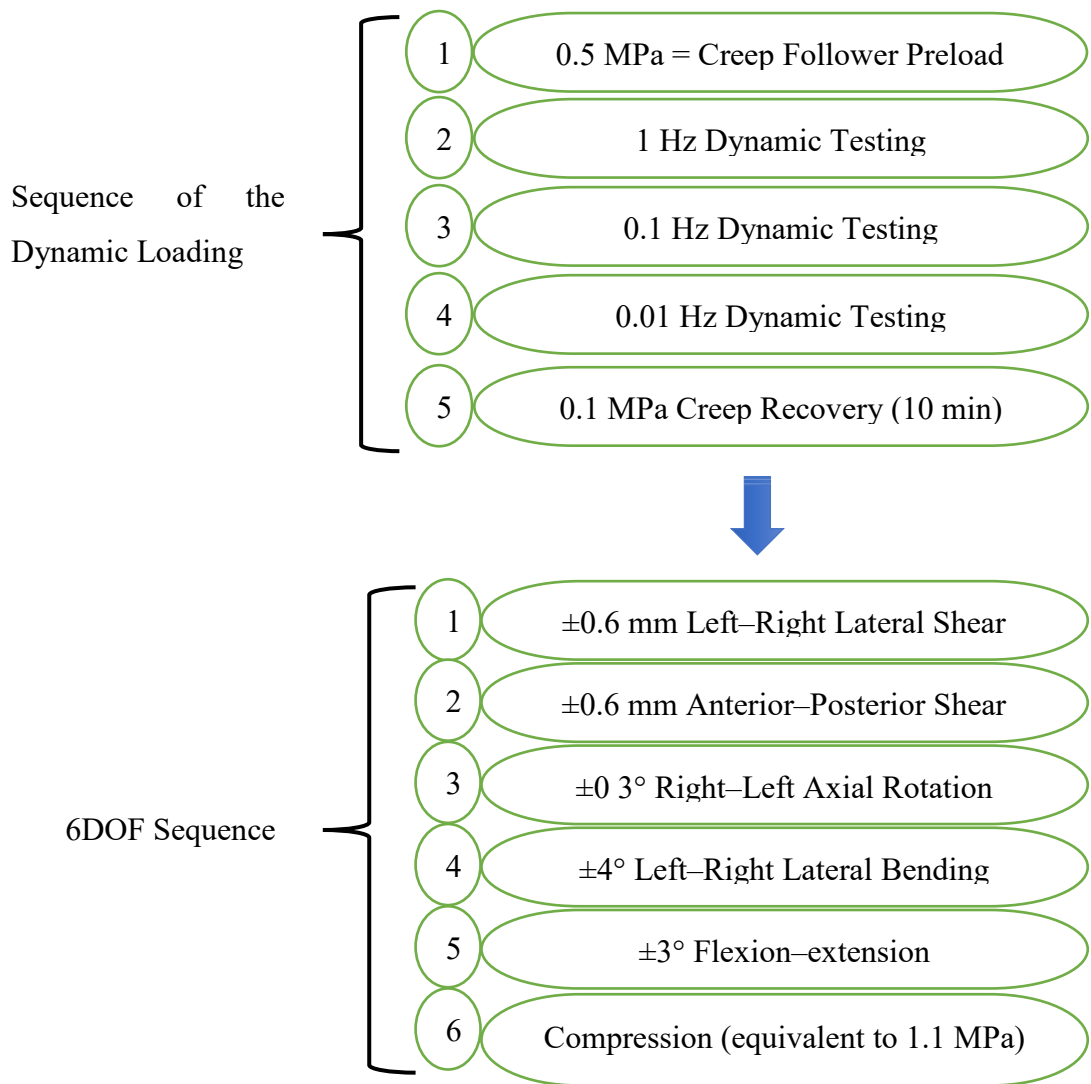 Sequence of the
Dynamic Loading
1
0.5 MPa = Creep Follower Preload
2
1 Hz Dynamic Testing
3
0.1 Hz Dynamic Testing
4
0.01 Hz Dynamic Testing
5
0.1 MPa Creep Recovery (10 min)
6DOF Sequence
1
±0.6 mm Left–Right Lateral Shear
2
±0.6 mm Anterior–Posterior Shear
3
±0 3° Right–Left Axial Rotation
4
±4° Left–Right Lateral Bending
5
±3° Flexion–extension
6
Compression (equivalent to 1.1 MPa)